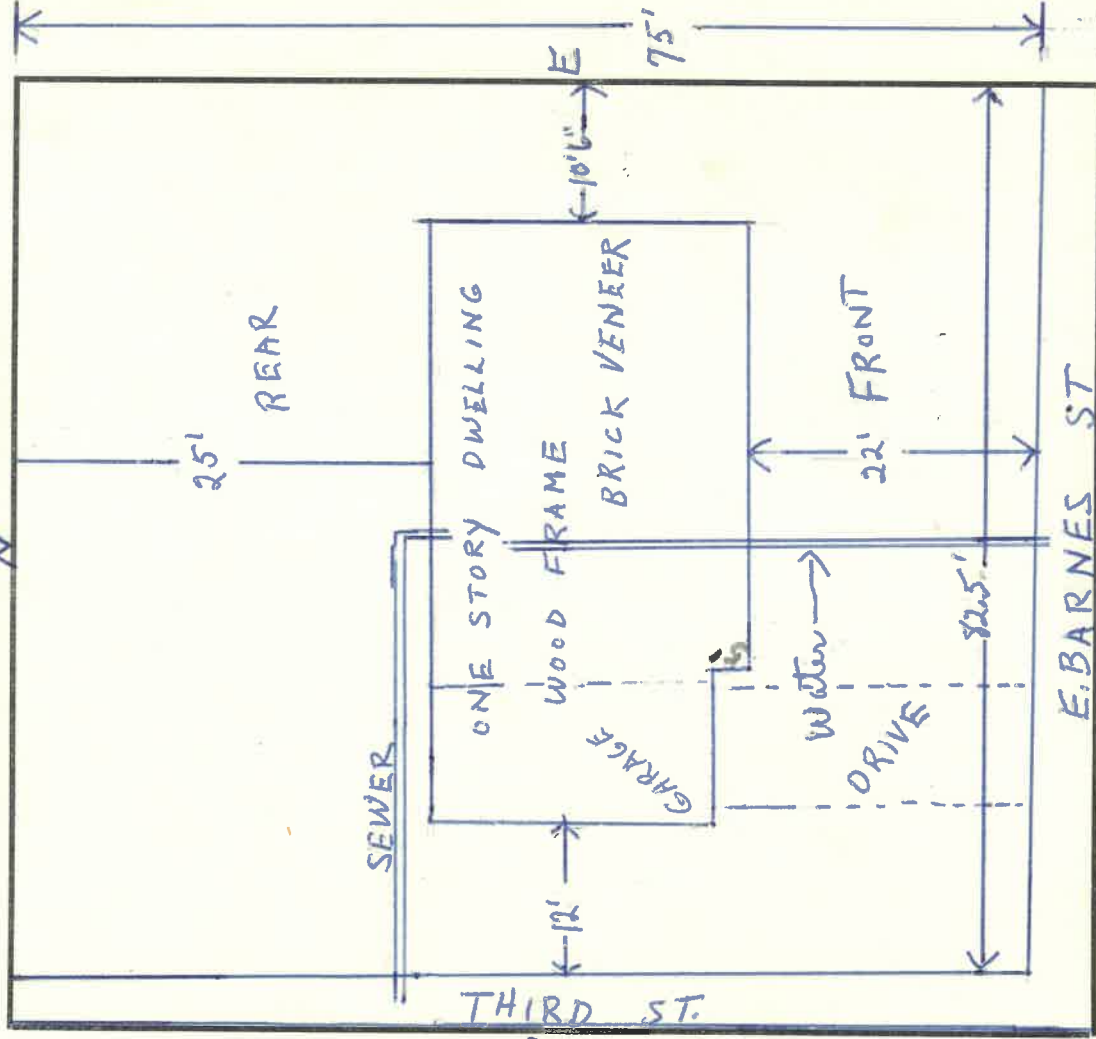 N
75'
E
10'6"
REAR
25'
ONE STORY DWELLING
WOOD FRAME
BRICK VENEER
SEWER
GARAGE
12'
22'
FRONT
Water
DRIVE
82.5'
THIRD ST.
E. BARNES ST